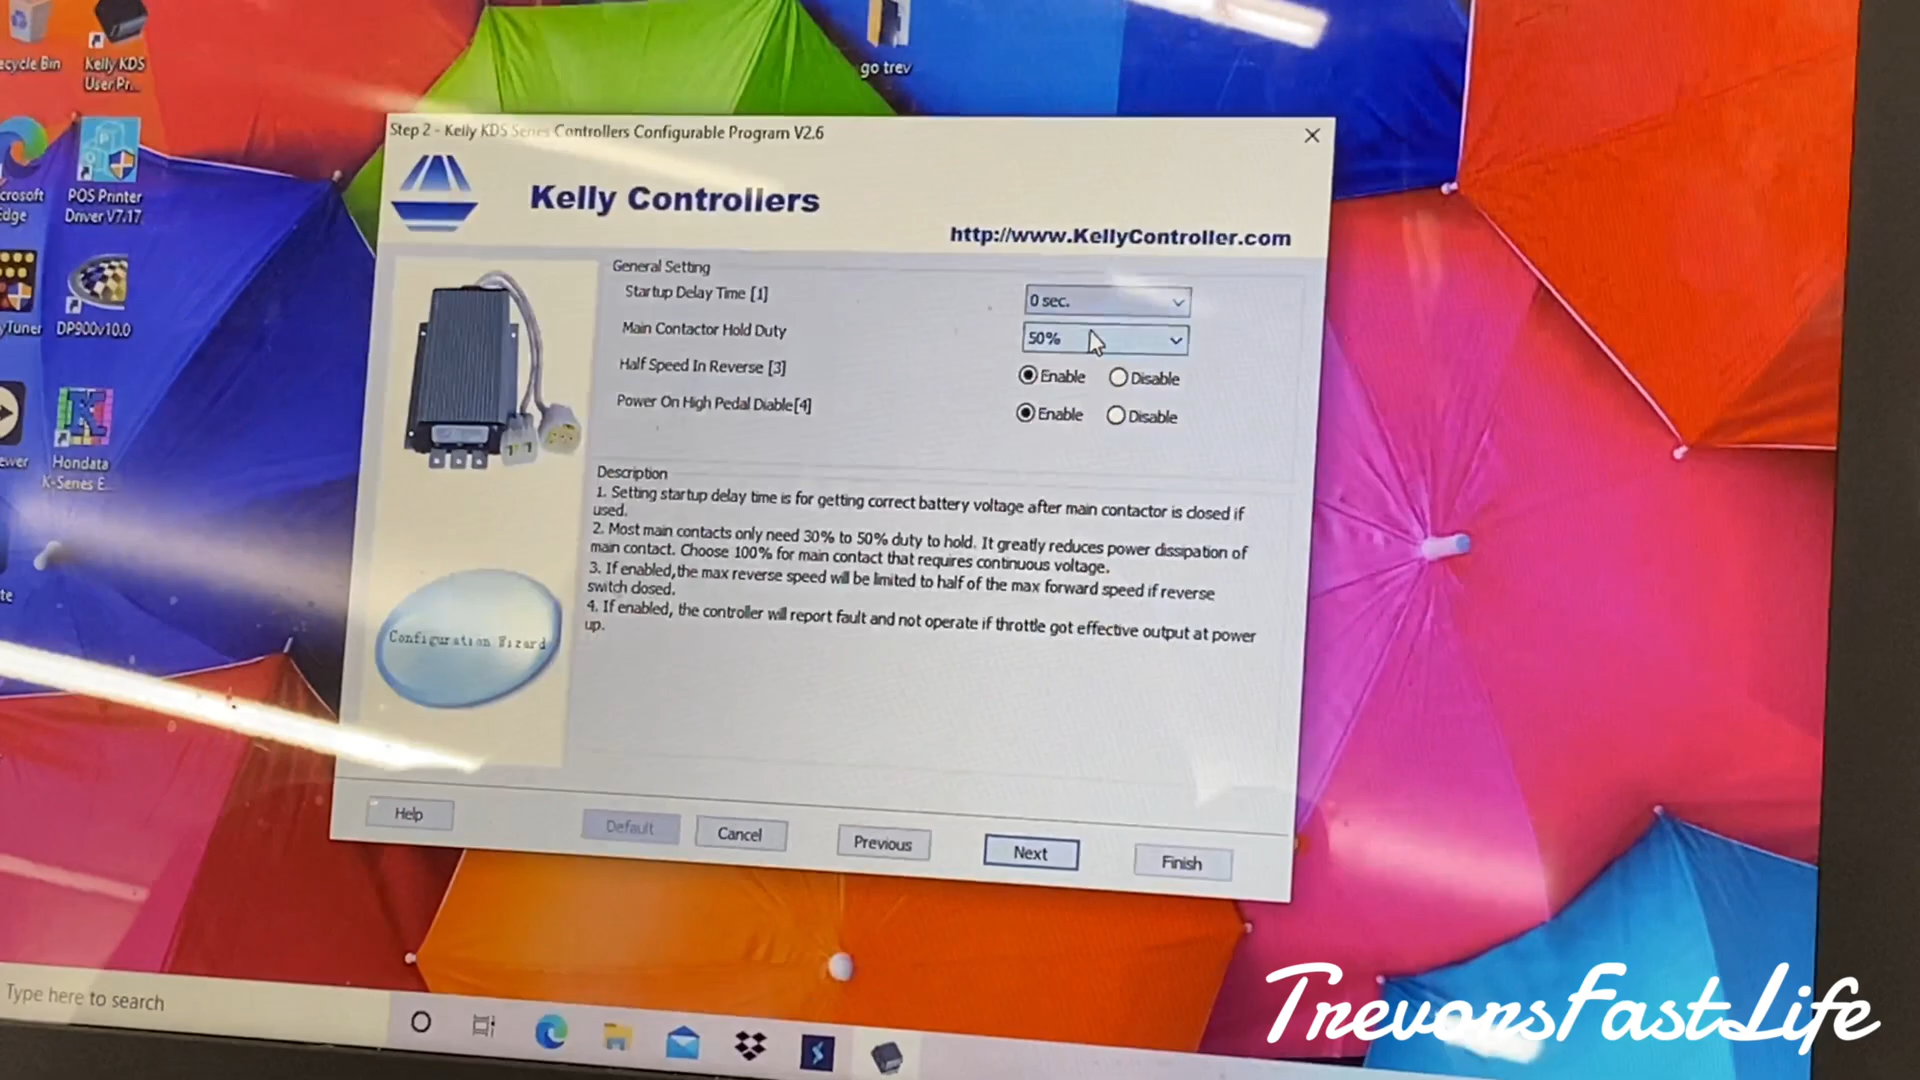 ecycle Bin
Kelly KDS
User Pr...
go trev
crosoft
Edge
POS Printer
Driver V7.17
yTuner
DP900v10.0
ewer
Hondata
K-Series E...
te
Step 2 - Kelly KDS Series Controllers Configurable Program V2.6
Kelly Controllers
http://www.KellyController.com
General Setting
Startup Delay Time [1]
0 sec.
Main Contactor Hold Duty
50%
Half Speed In Reverse [3]
Enable
Disable
Power On High Pedal Diable[4]
Enable
Disable
Description
1. Setting startup delay time is for getting correct battery voltage after main contactor is closed if
used.
2. Most main contacts only need 30% to 50% duty to hold. It greatly reduces power dissipation of
main contact. Choose 100% for main contact that requires continuous voltage.
3. If enabled,the max reverse speed will be limited to half of the max forward speed if reverse
switch closed.
4. If enabled, the controller will report fault and not operate if throttle got effective output at power
up.
Configuration Wizard
Help
Default
Cancel
Previous
Next
Finish
Type here to search
TrevorsFastLife